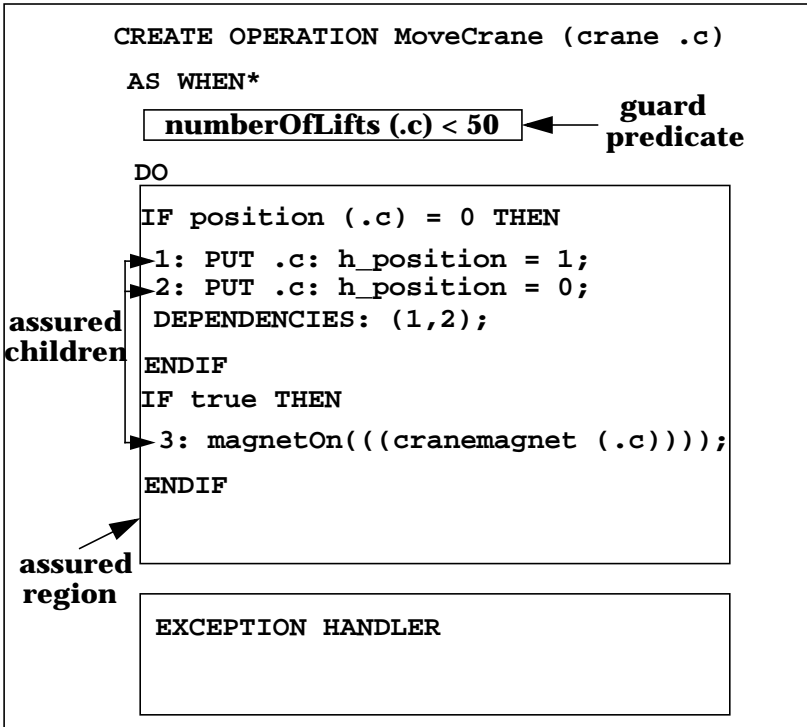 CREATE OPERATION MoveCrane (crane .c)
AS WHEN*
numberOfLifts (.c) < 50
guard
predicate
DO
IF position (.c) = 0 THEN
1: PUT .c: h_position = 1;
2: PUT .c: h_position = 0;
assured
children
DEPENDENCIES: (1,2);
ENDIF
IF true THEN
3: magnetOn(((cranemagnet (.c))));
ENDIF
assured
region
EXCEPTION HANDLER